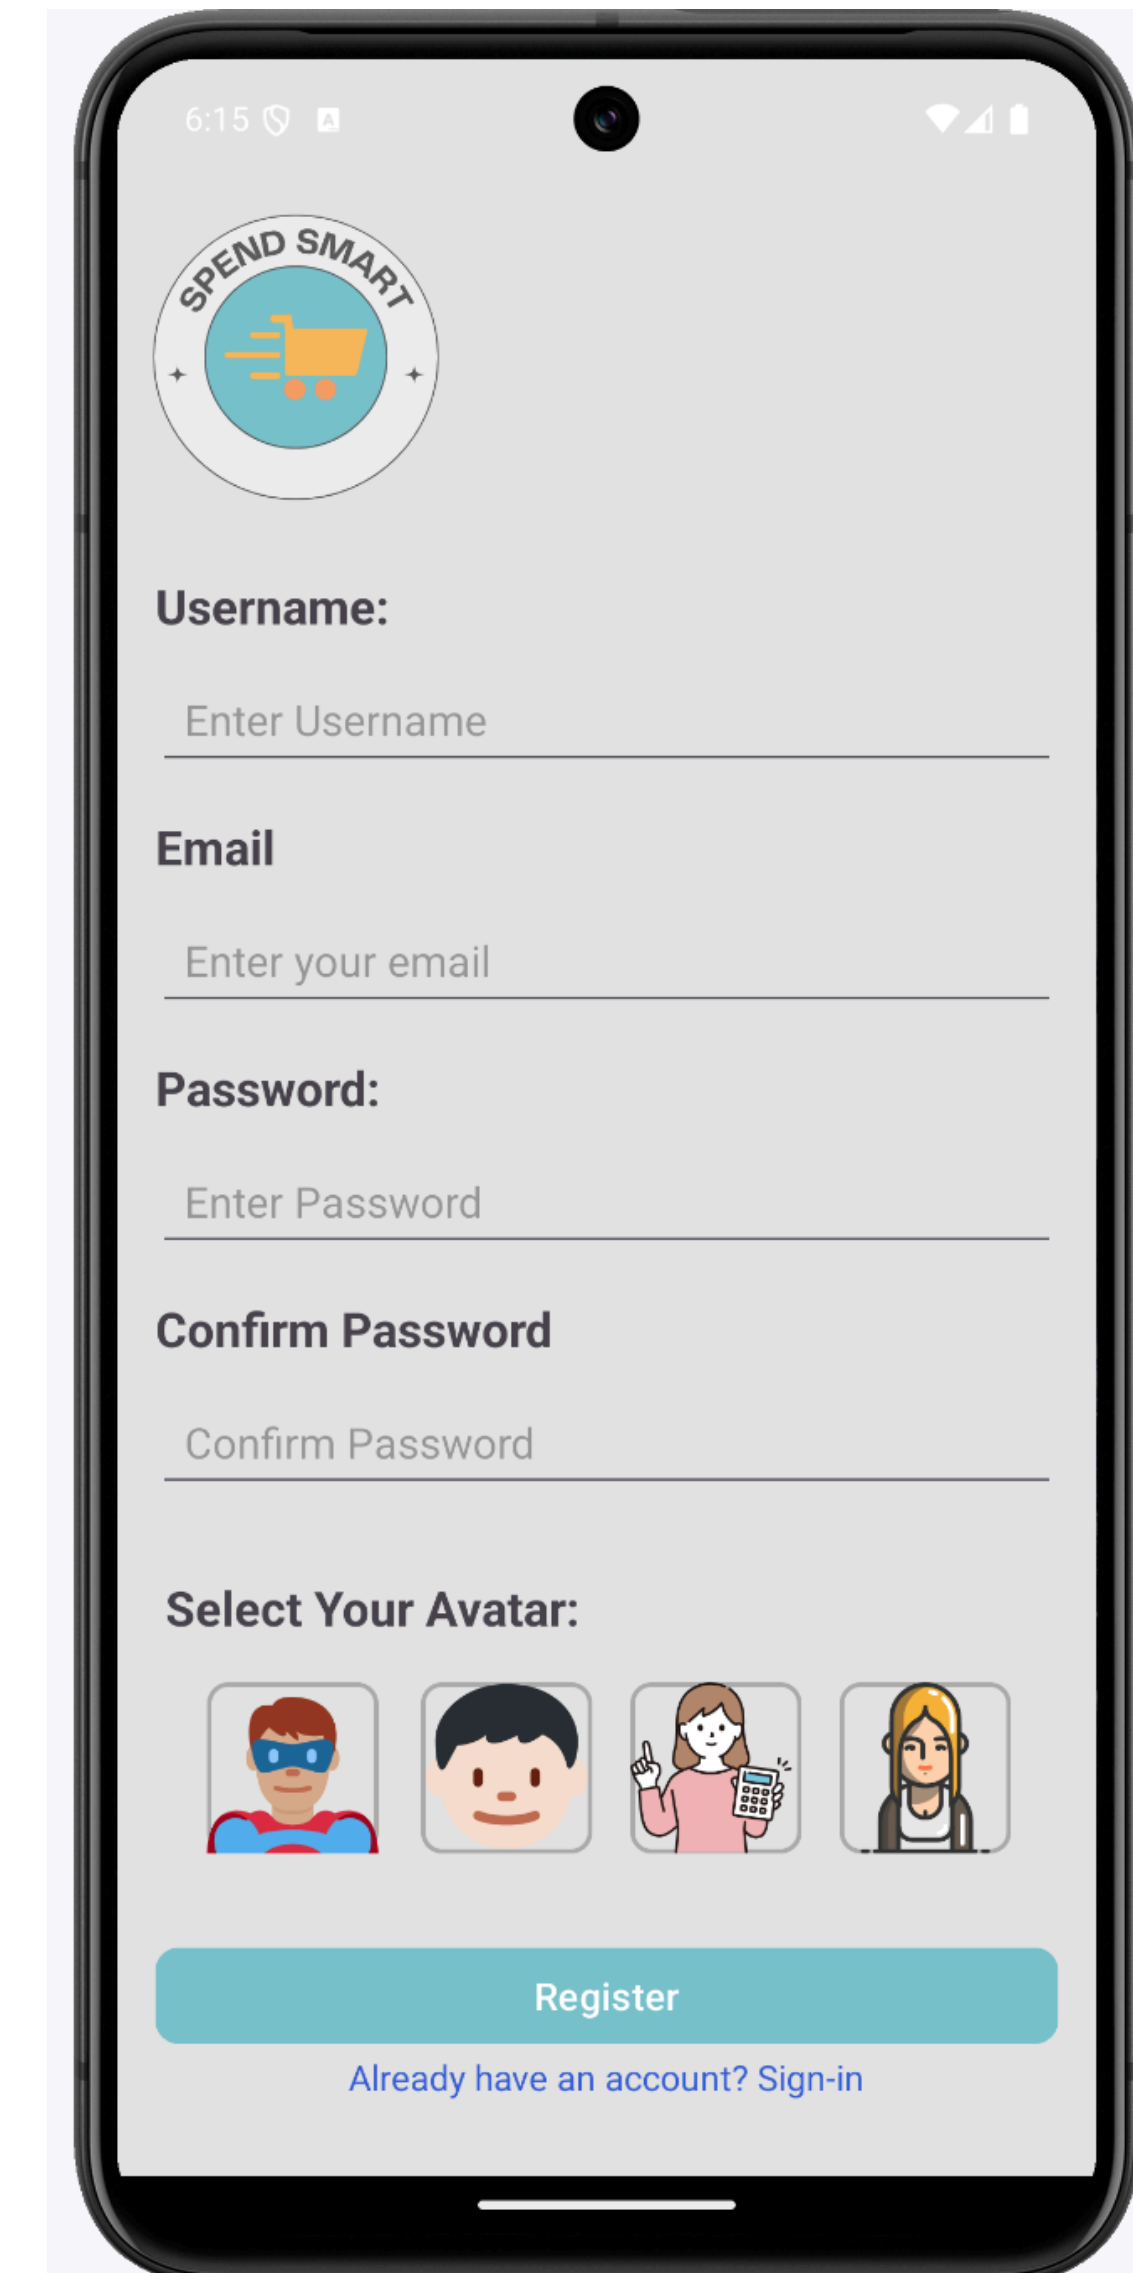 6:15
A
SPEND SMART
Username:
Enter Username
Email
Enter your email
Password:
Enter Password
Confirm Password
Confirm Password
Select Your Avatar:
Register
Already have an account? Sign-in